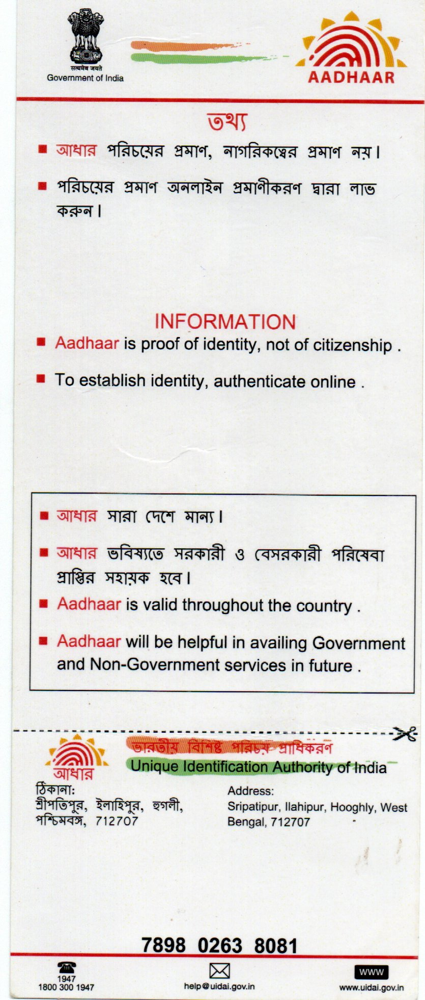 सत्यमेव जयते
Government of India
AADHAAR
তথ্য
আধার পরিচয়ের প্রমাণ, নাগরিকত্বের প্রমাণ নয়।
পরিচয়ের প্রমাণ অনলাইন প্রমাণীকরণ দ্বারা লাভ
করুন।
INFORMATION
Aadhaar is proof of identity, not of citizenship .
To establish identity, authenticate online .
আধার সারা দেশে মান্য।
আধার ভবিষ্যতে সরকারী ও বেসরকারী পরিষেবা
প্রাপ্তির সহায়ক হবে।
Aadhaar is valid throughout the country .
Aadhaar will be helpful in availing Government
and Non-Government services in future .
ভারতীয় বিশিষ্ট পরিচয় প্রাধিকরণ
Unique Identification Authority of India
আধার
ঠিকানা:
শ্রীপতিপুর, ইলাহিপুর, হুগলী,
পশ্চিমবঙ্গ, 712707
Address:
Sripatipur, Ilahipur, Hooghly, West
Bengal, 712707
7898 0263 8081
1947
1800 300 1947
help@uidai.gov.in
www
www.uidai.gov.in